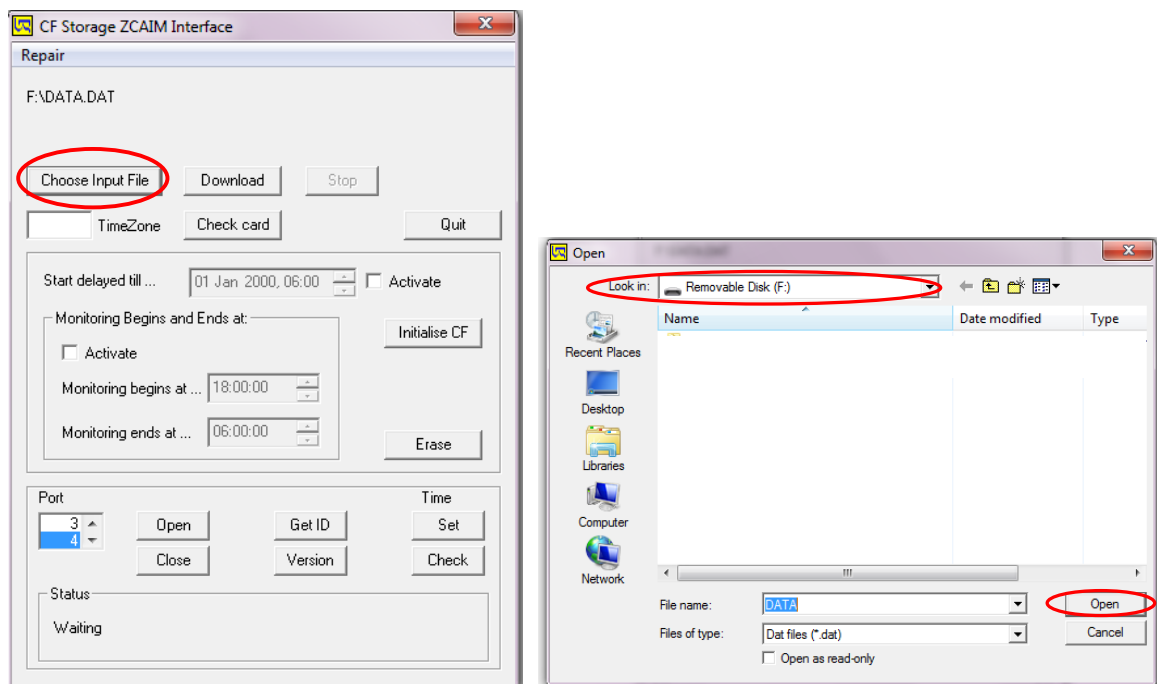 CF Storage ZCAIM Interface
Repair
F:\DATA.DAT
Choose Input File
Download
Stop
TimeZone
Check card
Quit
Start delayed till ...
01 Jan 2000, 06:00
Activate
Monitoring Begins and Ends at:
Activate
Initialise CF
Monitoring begins at ...
18:00:00
Monitoring ends at ...
06:00:00
Erase
Port
Time
3
4
Open
Get ID
Set
Close
Version
Check
Status
Waiting
Open
Look in:
Removable Disk (F:)
Name
Date modified
Type
Recent Places
Desktop
Libraries
Computer
Network
File name:
DATA
Open
Files of type:
Dat files (*.dat)
Cancel
Open as read-only